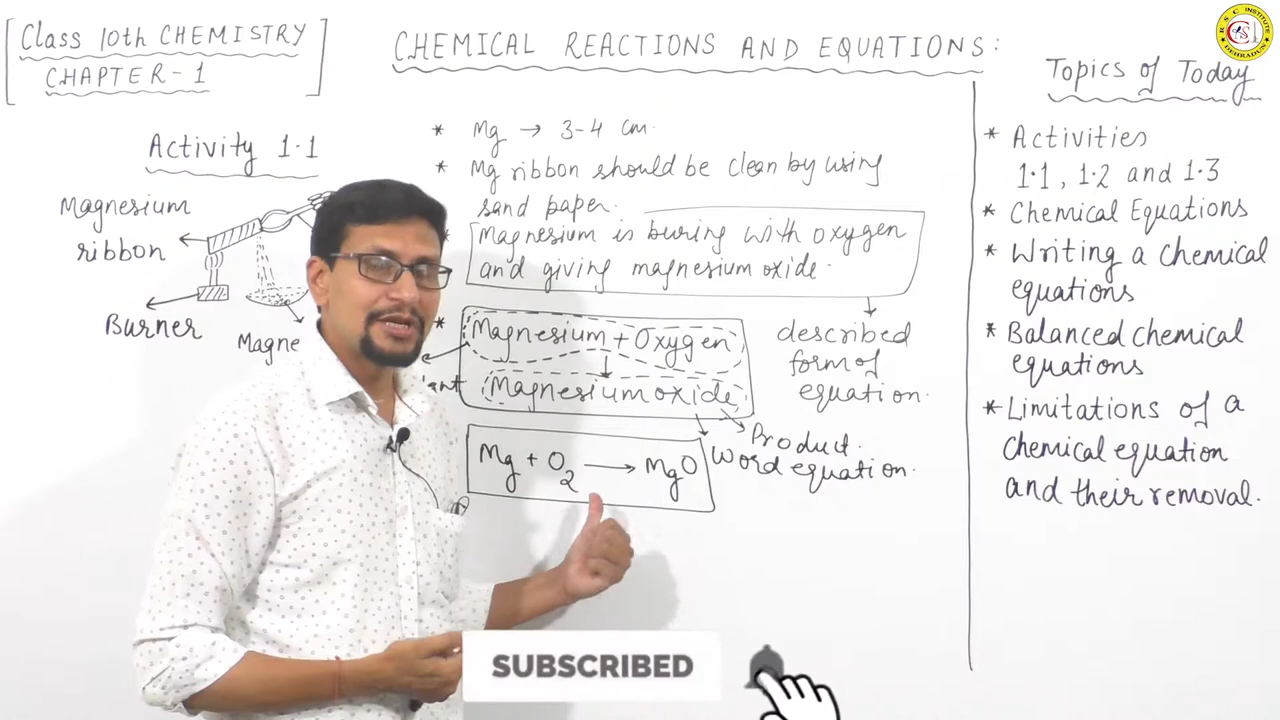 [Class 10th CHEMISTRY
CHAPTER-1]
CHEMICAL REACTIONS AND EQUATIONS:
RSC INSTITUTE
DEHRADUN
Activity 1.1
Magnesium
ribbon
Burner
Magne
* Mg → 3-4 cm.
* Mg ribbon should be clean by using
sand paper.
* Magnesium is buring with oxygen
and giving magnesium oxide.
described
form of
equation.
* Magnesium + Oxygen
↓
Magnesium oxide
Product.
Word equation.
Mg + O2 → MgO
Topics of Today
* Activities
1.1, 1.2 and 1.3
* Chemical Equations
* Writing a chemical
equations
* Balanced chemical
equations
* Limitations of a
chemical equation
and their removal.
SUBSCRIBED